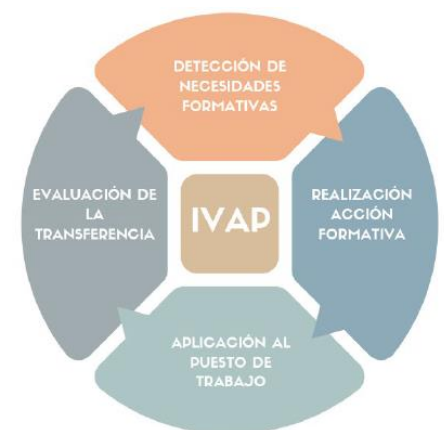 DETECCIÓN DE
NECESIDADES
FORMATIVAS
EVALUACIÓN DE
LA
TRANSFERENCIA
IVAP
REALIZACIÓN
ACCIÓN
FORMATIVA
APLICACIÓN AL
PUESTO DE
TRABAJO